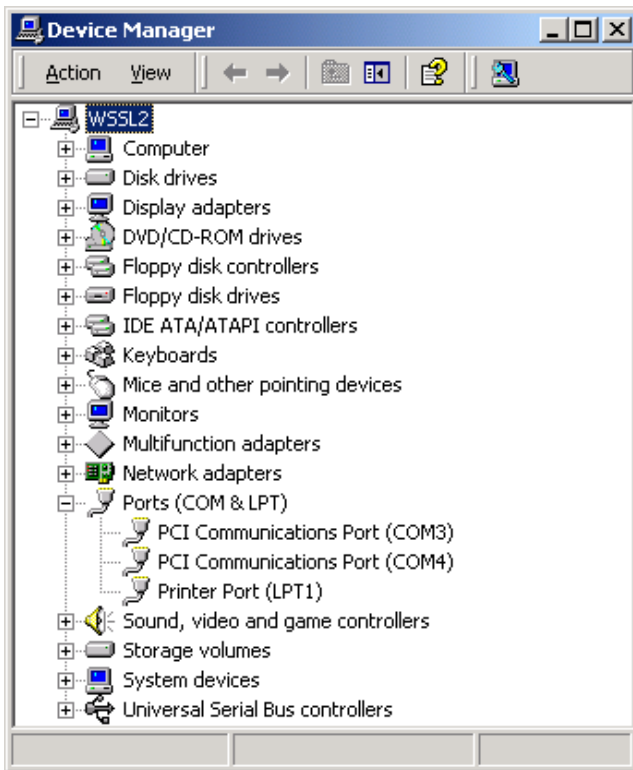 Device Manager
Action View
WSSL2
Computer
Disk drives
Display adapters
DVD/CD-ROM drives
Floppy disk controllers
Floppy disk drives
IDE ATA/ATAPI controllers
Keyboards
Mice and other pointing devices
Monitors
Multifunction adapters
Network adapters
Ports (COM & LPT)
PCI Communications Port (COM3)
PCI Communications Port (COM4)
Printer Port (LPT1)
Sound, video and game controllers
Storage volumes
System devices
Universal Serial Bus controllers